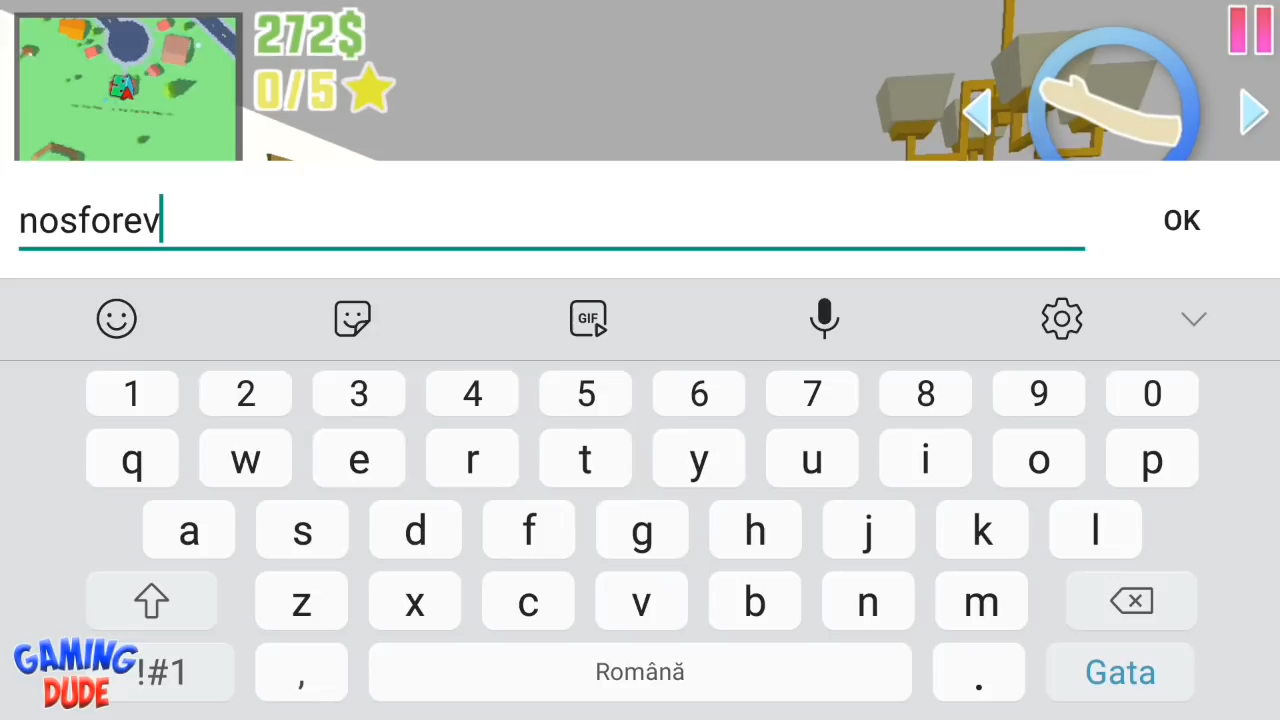 272$
0/5
nosforev
OK
GIF
1 2 3 4 5 6 7 8 9 0
q w e r t y u i o p
a s d f g h j k l
z x c v b n m
!#1 , Română . Gata
GAMING
DUDE